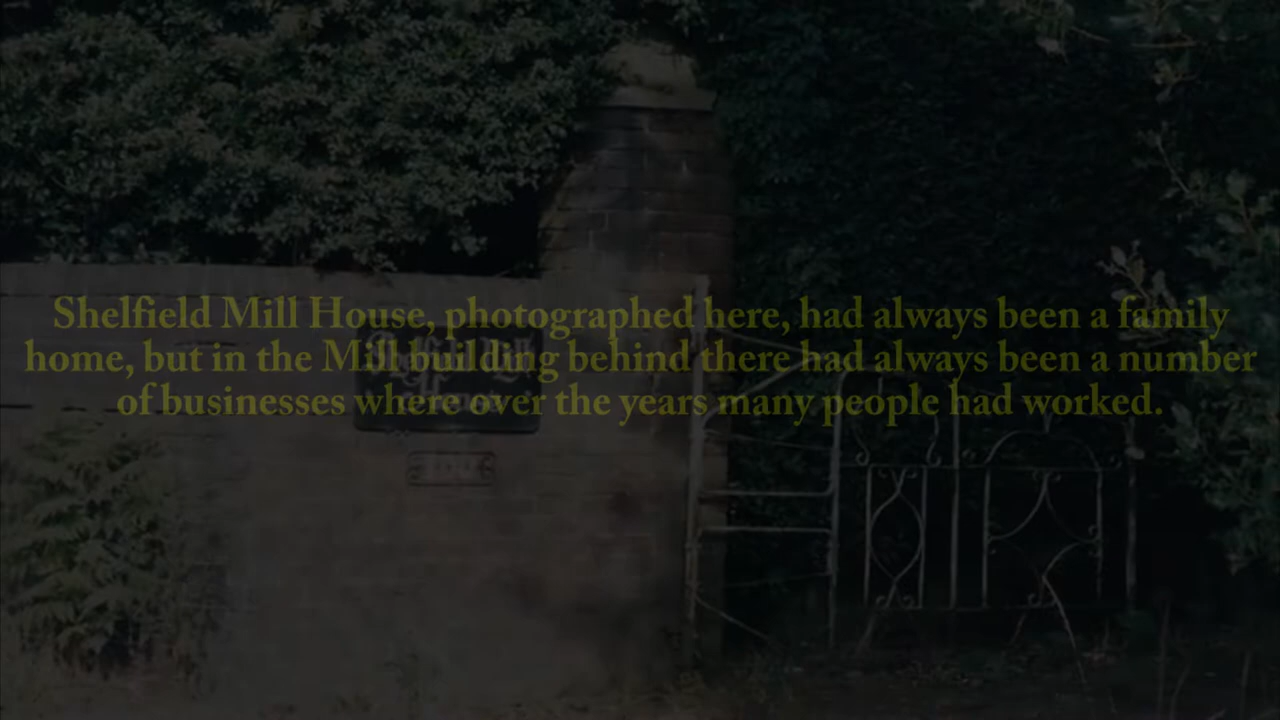 Shelfield Mill House, photographed here, had always been a family
home, but in the Mill building behind there had always been a number
of businesses where over the years many people had worked.